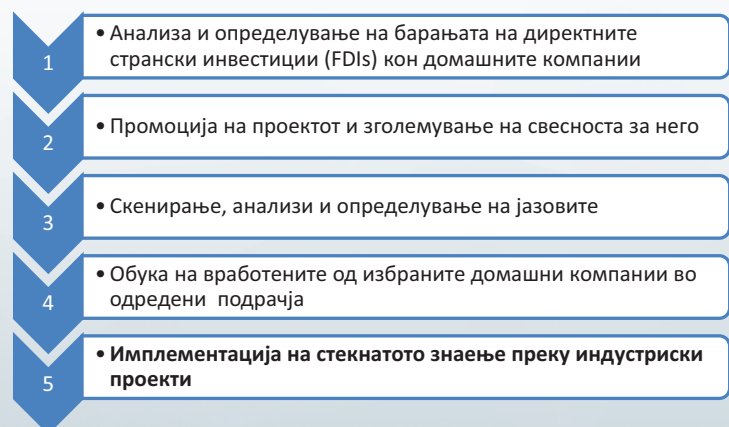 1
• Анализа и определување на барањата на директните
странски инвестиции (FDIs) кон домашните компании
2
• Промоција на проектот и зголемување на свесноста за него
3
• Скенирање, анализи и определување на јазовите
4
• Обука на вработените од избраните домашни компании во
одредени подрачја
5
• Имплементација на стекнатото знаење преку индустриски
проекти